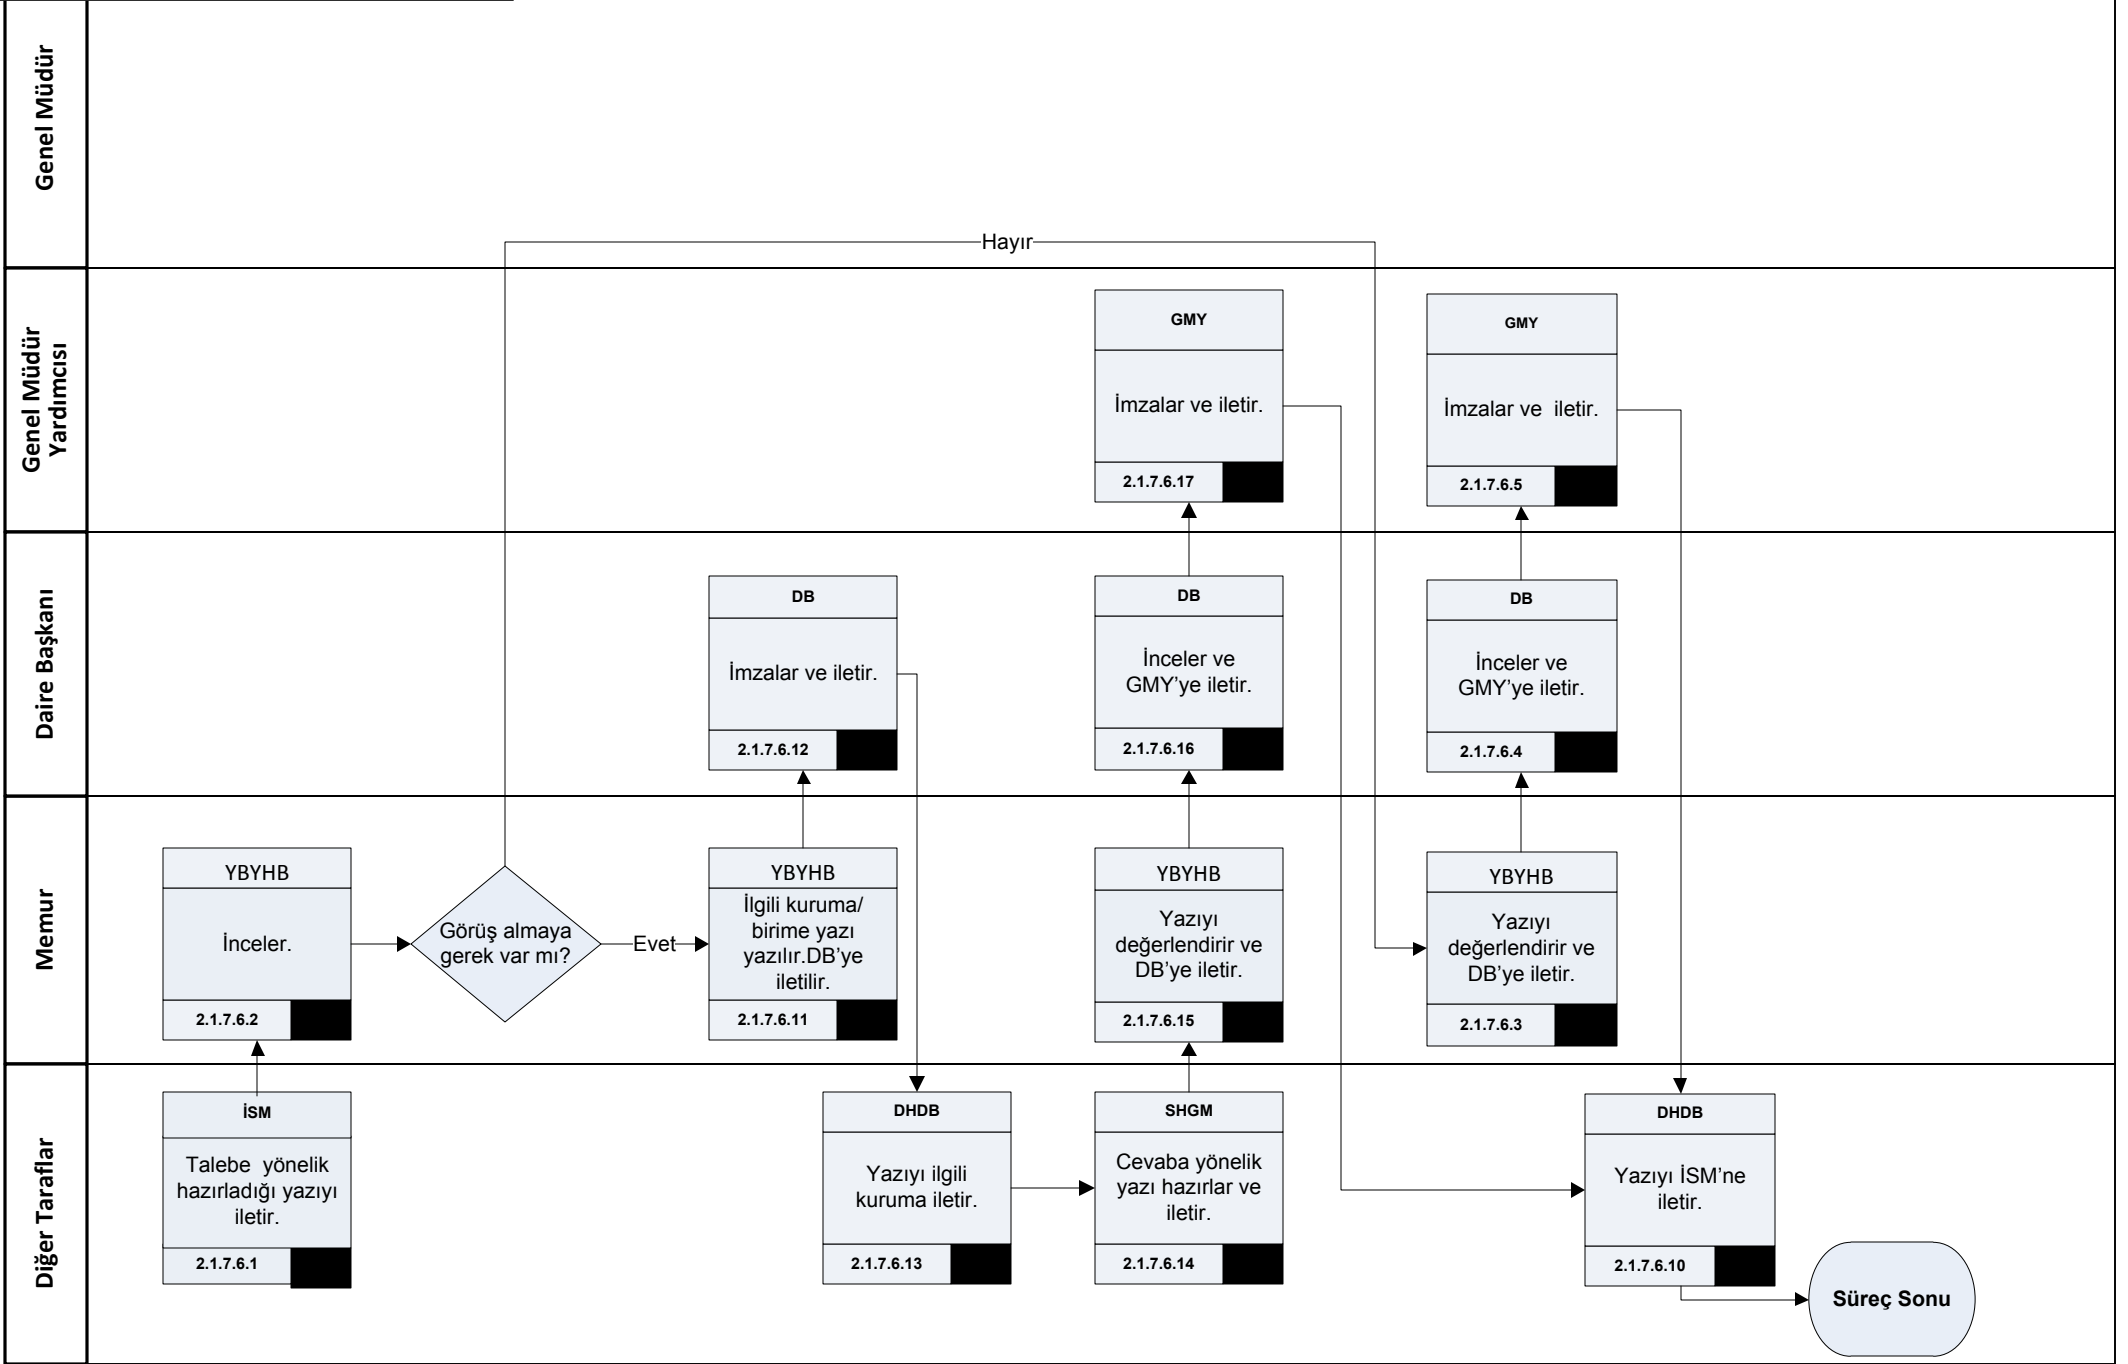 Genel Müdür
Hayır
Genel Müdür
Yardımcısı
GMY
İmzalar ve iletir.
2.1.7.6.17
GMY
İmzalar ve  iletir.
2.1.7.6.5
Daire Başkanı
DB
İmzalar ve iletir.
2.1.7.6.12
DB
İnceler ve
GMY’ye iletir.
2.1.7.6.16
DB
İnceler ve
GMY’ye iletir.
2.1.7.6.4
Memur
YBYHB
İnceler.
2.1.7.6.2
Görüş almaya
gerek var mı?
Evet
YBYHB
İlgili kuruma/
birime yazı
yazılır.DB’ye
iletilir.
2.1.7.6.11
YBYHB
Yazıyı
değerlendirir ve
DB’ye iletir.
2.1.7.6.15
YBYHB
Yazıyı
değerlendirir ve
DB’ye iletir.
2.1.7.6.3
Diğer Taraflar
İSM
Talebe  yönelik
hazırladığı yazıyı
iletir.
2.1.7.6.1
DHDB
Yazıyı ilgili
kuruma iletir.
2.1.7.6.13
SHGM
Cevaba yönelik
yazı hazırlar ve
iletir.
2.1.7.6.14
DHDB
Yazıyı İSM’ne
iletir.
2.1.7.6.10
Süreç Sonu